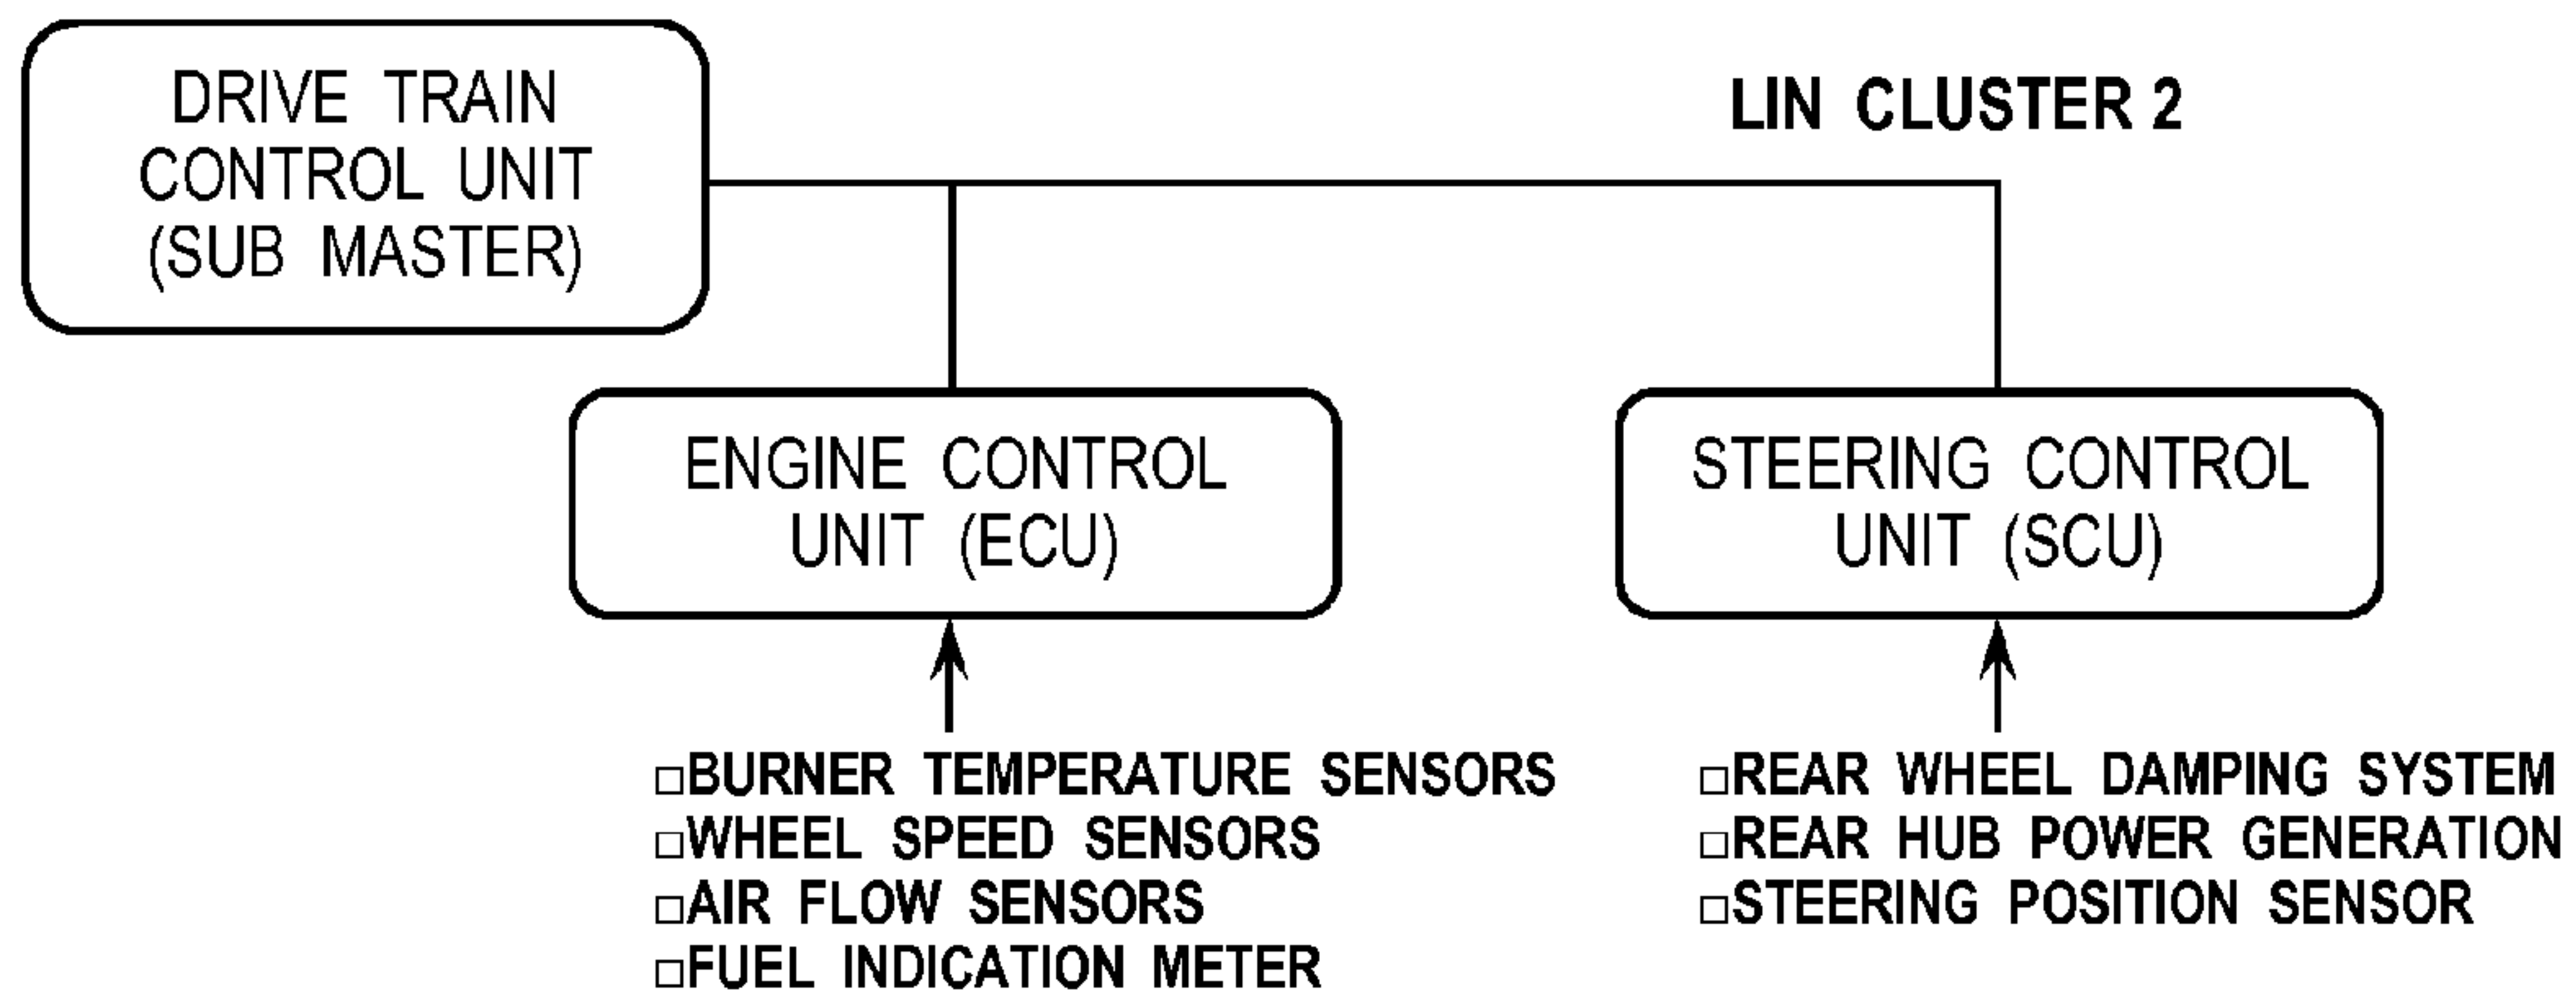 DRIVE TRAIN
CONTROL UNIT
(SUB MASTER)
LIN CLUSTER 2
ENGINE CONTROL
UNIT (ECU)
STEERING CONTROL
UNIT (SCU)
□BURNER TEMPERATURE SENSORS
□WHEEL SPEED SENSORS
□AIR FLOW SENSORS
□FUEL INDICATION METER
□REAR WHEEL DAMPING SYSTEM
□REAR HUB POWER GENERATION
□STEERING POSITION SENSOR